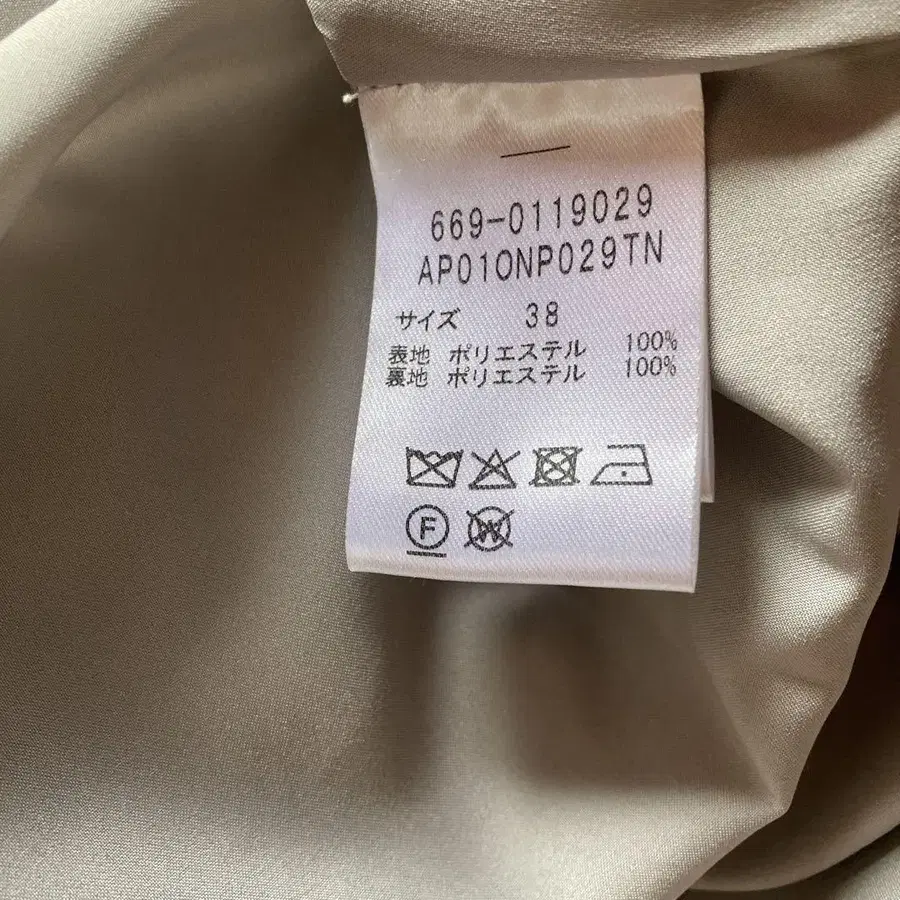 669-0119029
AP01ONP029TN
サイズ 38
表地 ポリエステル 100%
裏地 ポリエステル 100%
F W